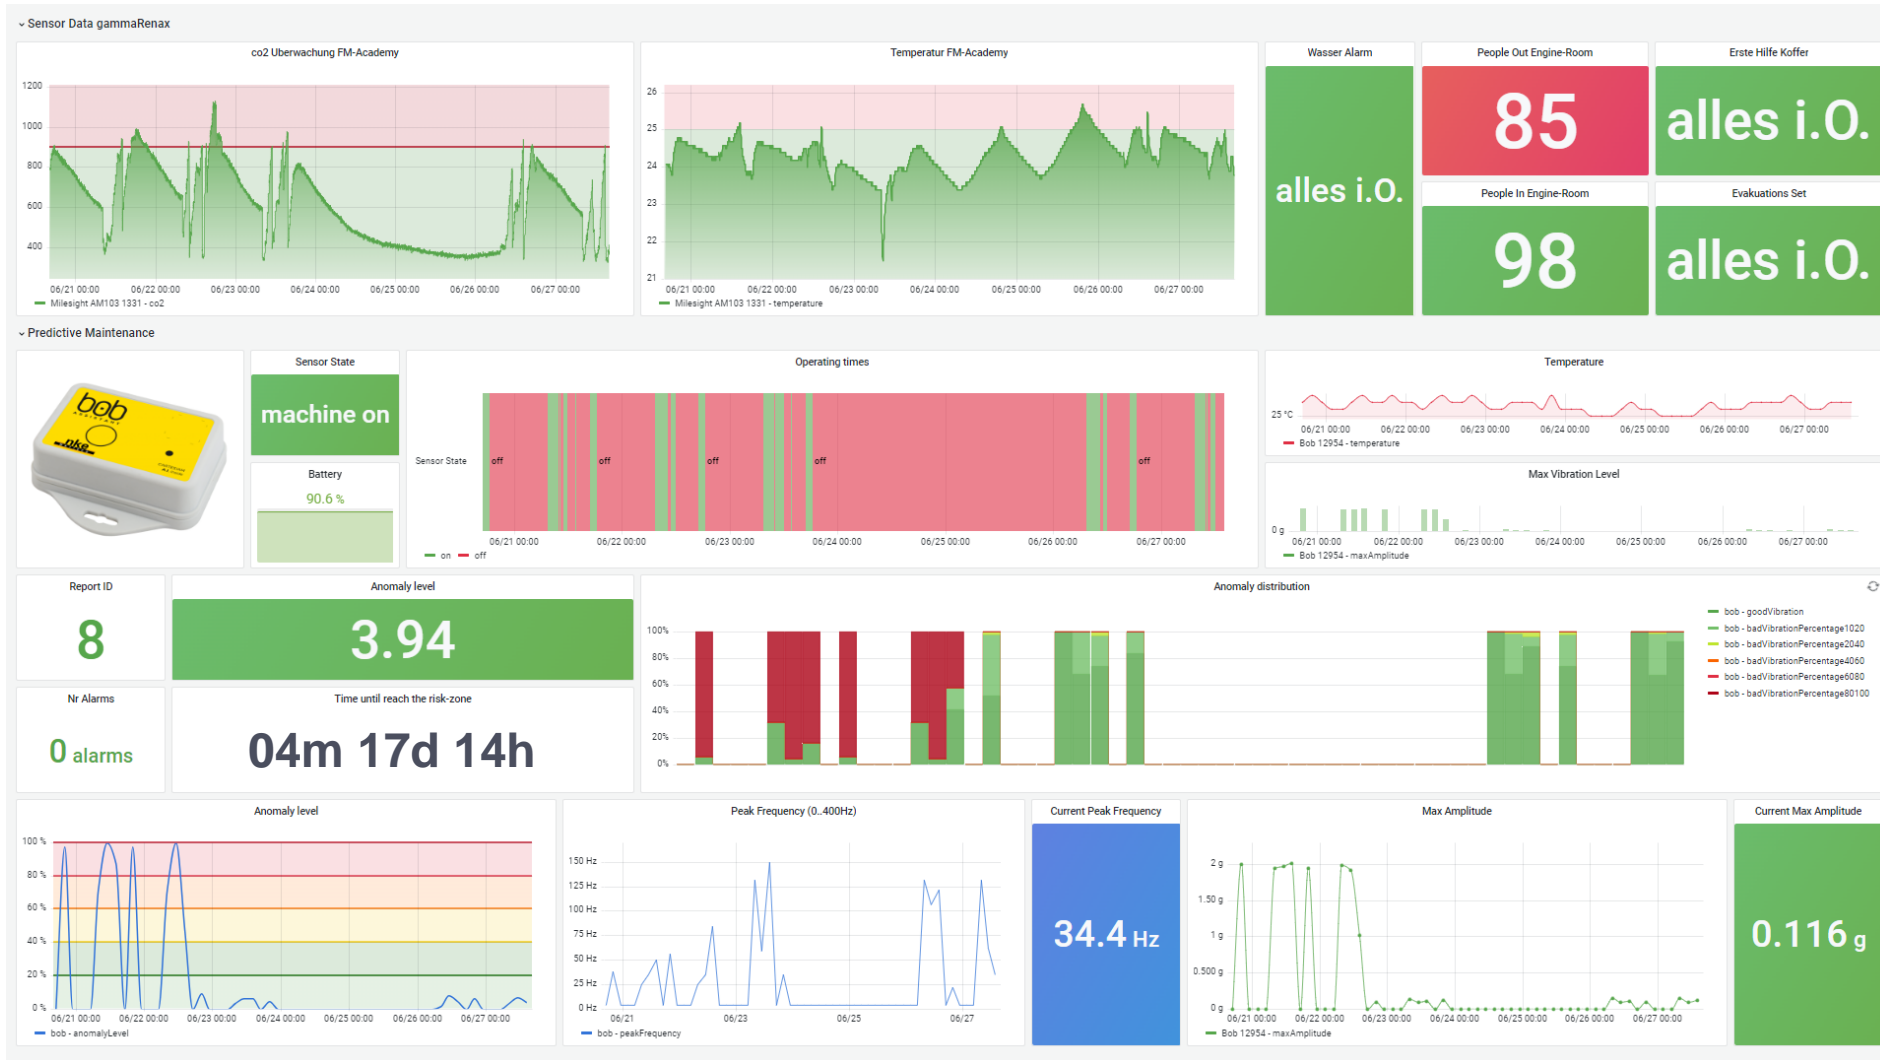 Sensor Data gammaRenax
co2 Uberwachung FM-Academy
1200
1000
800
600
400
06/21 00:00 06/22 00:00 06/23 00:00 06/24 00:00 06/25 00:00 06/26 00:00 06/27 00:00
Milesight AM103 1331 - co2
Temperatur FM-Academy
26
25
24
23
22
21
06/21 00:00 06/22 00:00 06/23 00:00 06/24 00:00 06/25 00:00 06/26 00:00 06/27 00:00
Milesight AM103 1331 - temperature
Wasser Alarm
alles i.O.
People Out Engine-Room
85
People In Engine-Room
98
Erste Hilfe Koffer
alles i.O.
Evakuations Set
alles i.O.
Predictive Maintenance
bob
ASSISTANT
nke
Sensor State
machine on
Battery
90.6 %
Operating times
Sensor State
off off off off off
06/21 00:00 06/22 00:00 06/23 00:00 06/24 00:00 06/25 00:00 06/26 00:00 06/27 00:00
on off
Temperature
25 °C
06/21 00:00 06/22 00:00 06/23 00:00 06/24 00:00 06/25 00:00 06/26 00:00 06/27 00:00
Bob 12954 - temperature
Max Vibration Level
0 g
06/21 00:00 06/22 00:00 06/23 00:00 06/24 00:00 06/25 00:00 06/26 00:00 06/27 00:00
Bob 12954 - maxAmplitude
Report ID
8
Anomaly level
3.94
Nr Alarms
0 alarms
Time until reach the risk-zone
04m 17d 14h
Anomaly distribution
100%
80%
60%
40%
20%
0%
bob - goodVibration
bob - badVibrationPercentage1020
bob - badVibrationPercentage2040
bob - badVibrationPercentage4060
bob - badVibrationPercentage6080
bob - badVibrationPercentage80100
Anomaly level
100 %
80 %
60 %
40 %
20 %
0 %
06/21 00:00 06/22 00:00 06/23 00:00 06/24 00:00 06/25 00:00 06/26 00:00 06/27 00:00
bob - anomalyLevel
Peak Frequency (0..400Hz)
150 Hz
125 Hz
100 Hz
75 Hz
50 Hz
25 Hz
0 Hz
06/21 06/23 06/25 06/27
bob - peakFrequency
Current Peak Frequency
34.4 Hz
Max Amplitude
2 g
1.50 g
1 g
0.500 g
0 g
06/21 00:00 06/22 00:00 06/23 00:00 06/24 00:00 06/25 00:00 06/26 00:00 06/27 00:00
Bob 12954 - maxAmplitude
Current Max Amplitude
0.116 g